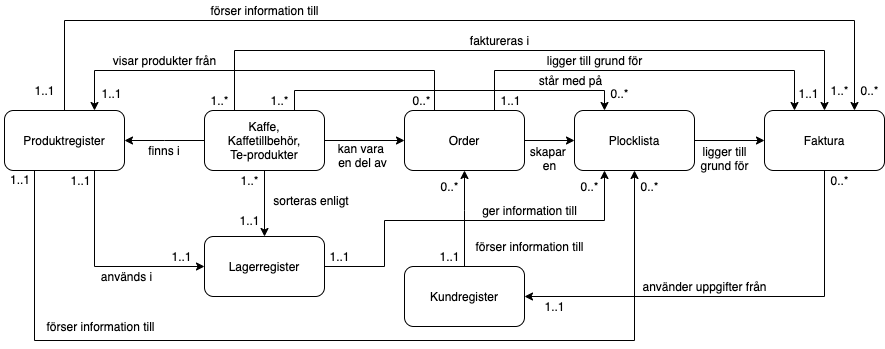 förser information till
faktureras i
visar produkter från
ligger till grund för
står med på
1..1
1..1
1..*
1..*
0..*
1..1
0..*
1..1
1..*
0..*
Produktregister
Kaffe,
Kaffetillbehör,
Te-produkter
Order
Plocklista
Faktura
finns i
kan vara
en del av
skapar
en
ligger till
grund för
1..1
1..1
1..*
0..*
0..*
0..*
0..*
sorteras enligt
ger information till
1..1
förser information till
1..1
Lagerregister
1..1
1..1
används i
använder uppgifter från
Kundregister
1..1
förser information till